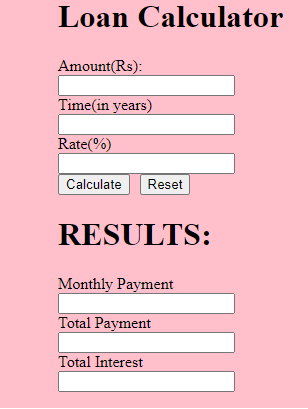 Loan Calculator
Amount(Rs):
Time(in years)
Rate(%)
Calculate Reset
RESULTS:
Monthly Payment
Total Payment
Total Interest